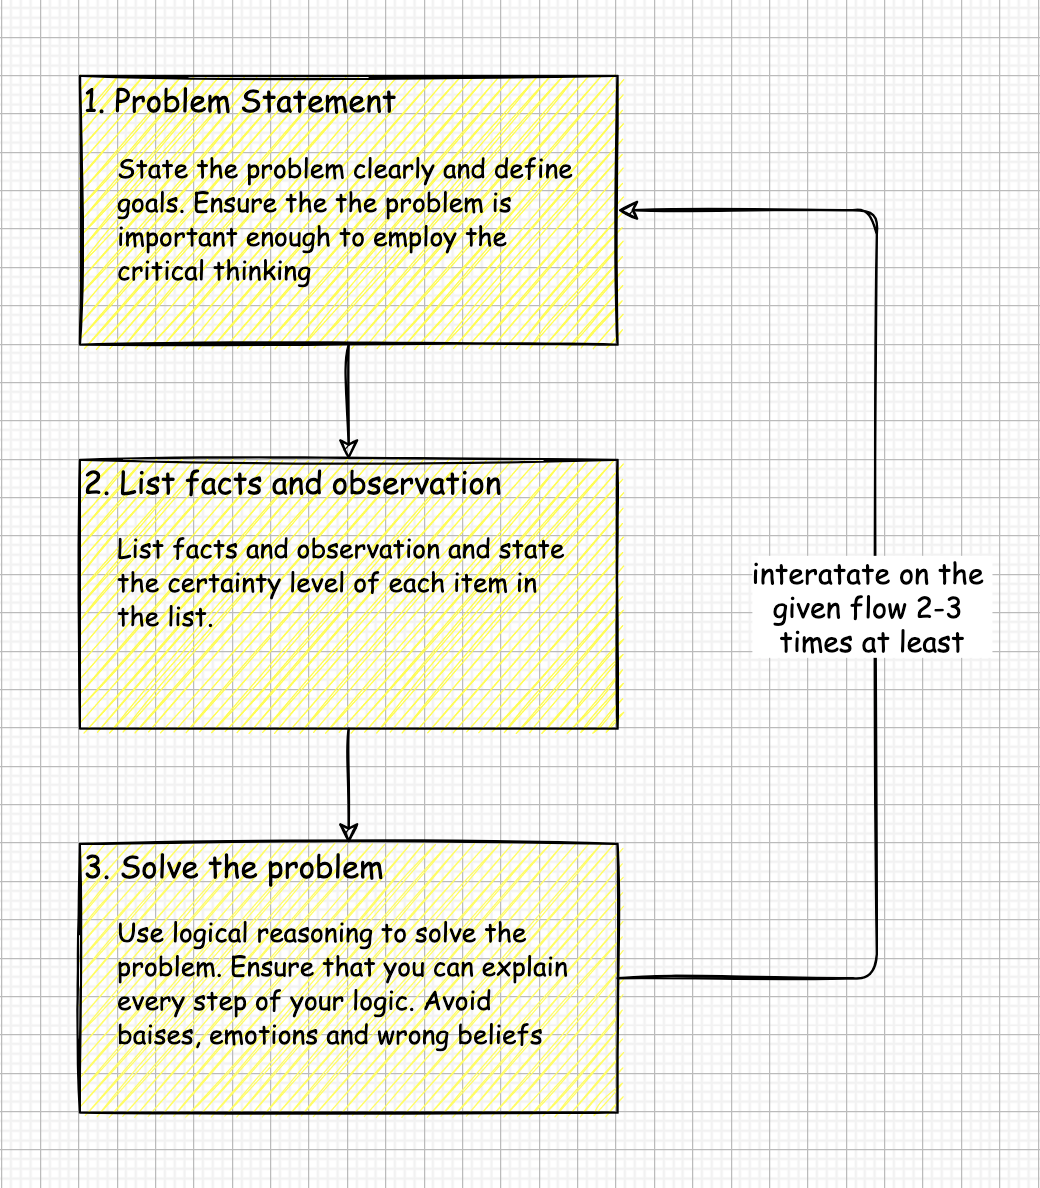 1. Problem Statement
State the problem clearly and define
goals. Ensure the the problem is
important enough to employ the
critical thinking
2. List facts and observation
List facts and observation and state
the certainty level of each item in
the list.
interatate on the
given flow 2-3
times at least
3. Solve the problem
Use logical reasoning to solve the
problem. Ensure that you can explain
every step of your logic. Avoid
baises, emotions and wrong beliefs